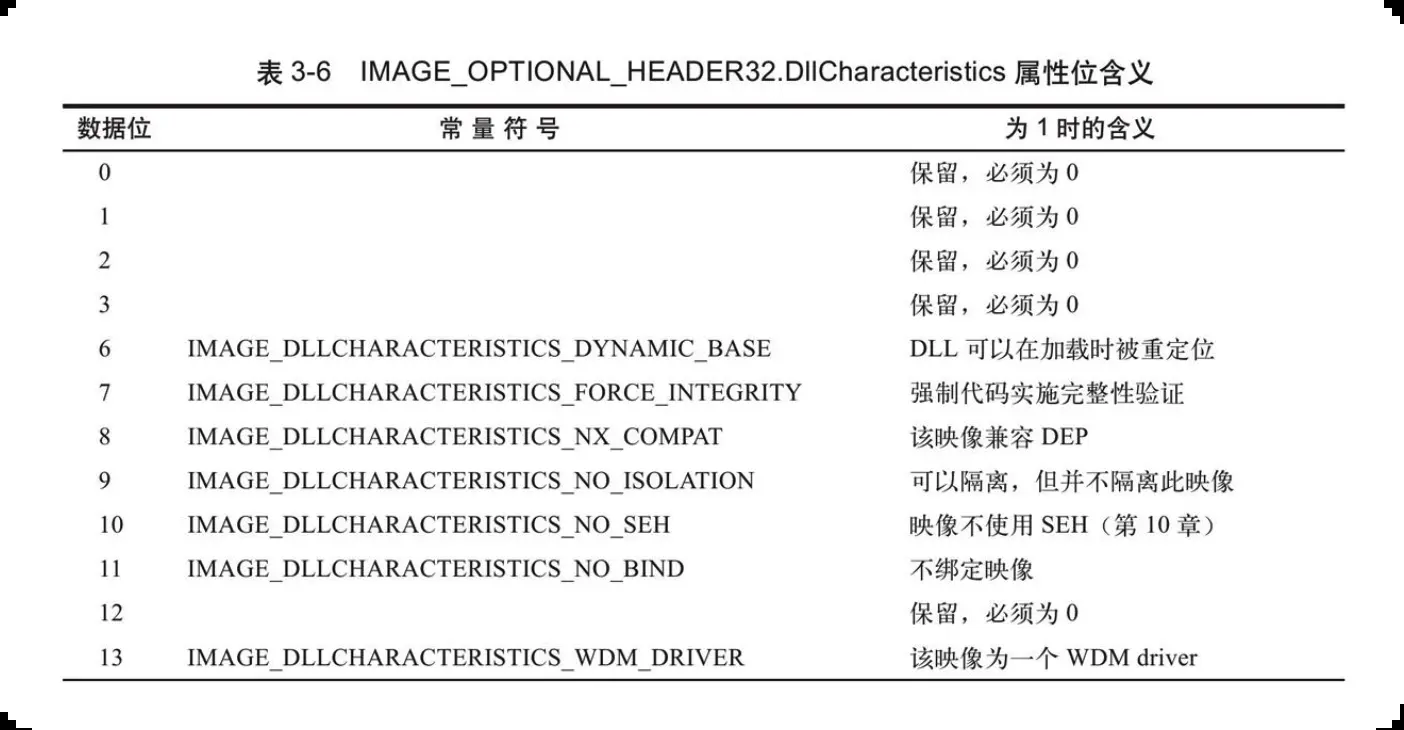 表 3-6 IMAGE_OPTIONAL_HEADER32.DllCharacteristics 属性位含义
数据位 常 量 符 号 为 1 时的含义
0 保留，必须为 0
1 保留，必须为 0
2 保留，必须为 0
3 保留，必须为 0
6 IMAGE_DLLCHARACTERISTICS_DYNAMIC_BASE DLL 可以在加载时被重定位
7 IMAGE_DLLCHARACTERISTICS_FORCE_INTEGRITY 强制代码实施完整性验证
8 IMAGE_DLLCHARACTERISTICS_NX_COMPAT 该映像兼容 DEP
9 IMAGE_DLLCHARACTERISTICS_NO_ISOLATION 可以隔离，但并不隔离此映像
10 IMAGE_DLLCHARACTERISTICS_NO_SEH 映像不使用 SEH（第 10 章）
11 IMAGE_DLLCHARACTERISTICS_NO_BIND 不绑定映像
12 保留，必须为 0
13 IMAGE_DLLCHARACTERISTICS_WDM_DRIVER 该映像为一个 WDM driver